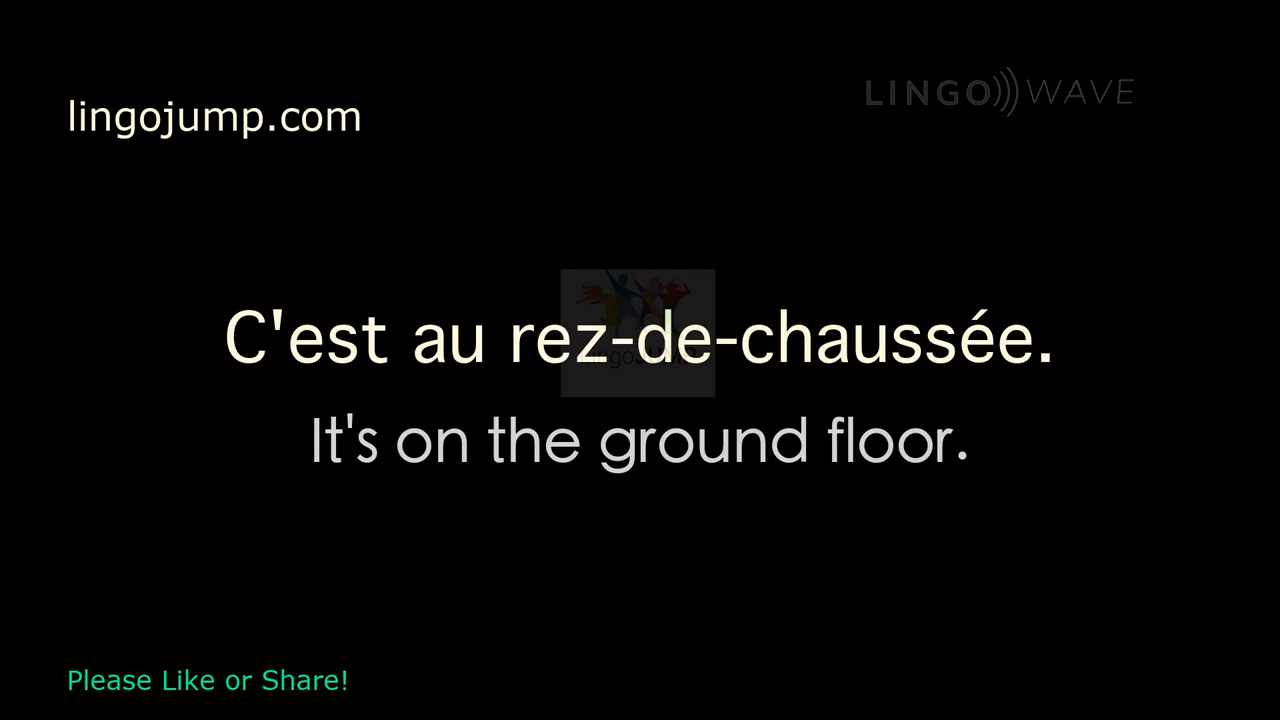 LINGO WAVE
lingojump.com
C'est au rez-de-chaussée.
It's on the ground floor.
Please Like or Share!